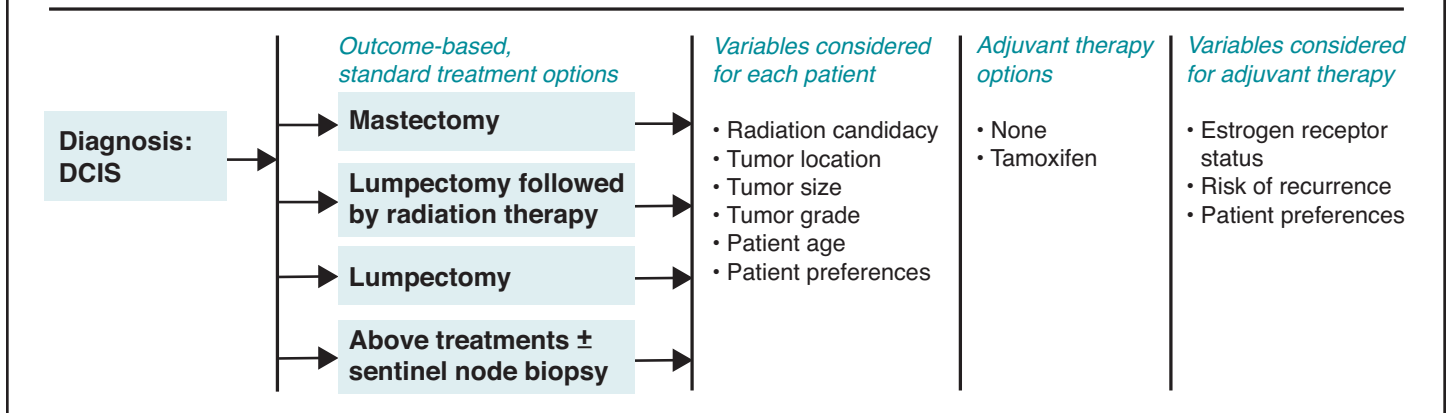 Diagnosis:
DCIS
Outcome-based,
standard treatment options
Mastectomy
Lumpectomy followed
by radiation therapy
Lumpectomy
Above treatments ±
sentinel node biopsy
Variables considered
for each patient
• Radiation candidacy
• Tumor location
• Tumor size
• Tumor grade
• Patient age
• Patient preferences
Adjuvant therapy
options
• None
• Tamoxifen
Variables considered
for adjuvant therapy
• Estrogen receptor
status
• Risk of recurrence
• Patient preferences